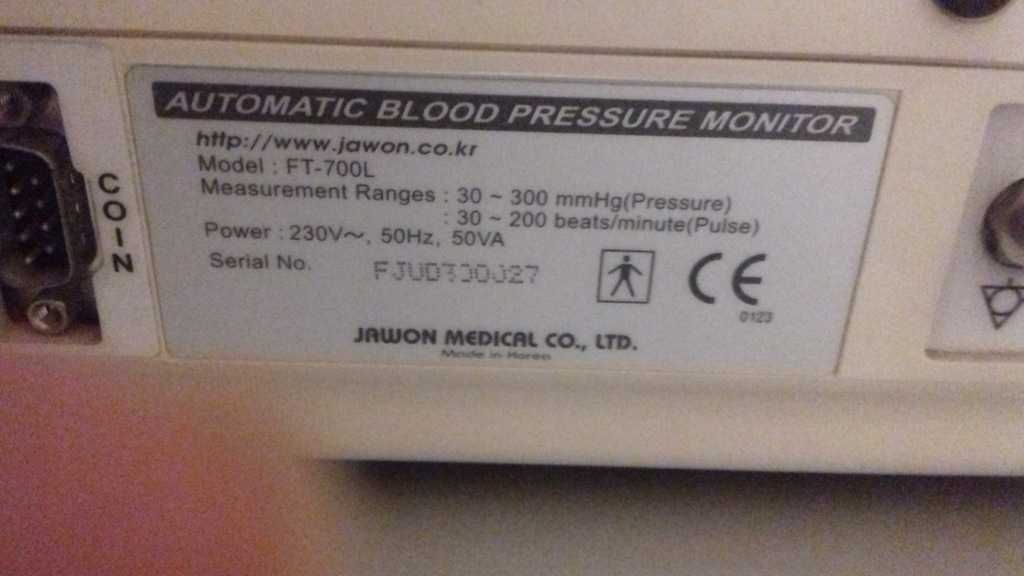 AUTOMATIC BLOOD PRESSURE MONITOR
http://www.jawon.co.kr
Model : FT-700L
Measurement Ranges : 30 ~ 300 mmHg(Pressure)
: 30 ~ 200 beats/minute(Pulse)
Power : 230V~, 50Hz, 50VA
Serial No.
CE
0123
JAWON MEDICAL CO., LTD.
Made in Korea
COIN